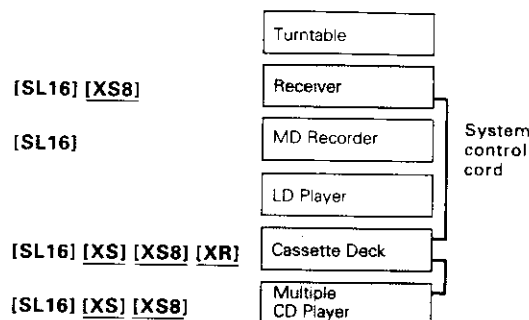 Turntable
[SL16] [XS8] Receiver
[SL16] MD Recorder
System
control
cord
LD Player
[SL16] [XS] [XS8] [XR] Cassette Deck
[SL16] [XS] [XS8] Multiple
CD Player